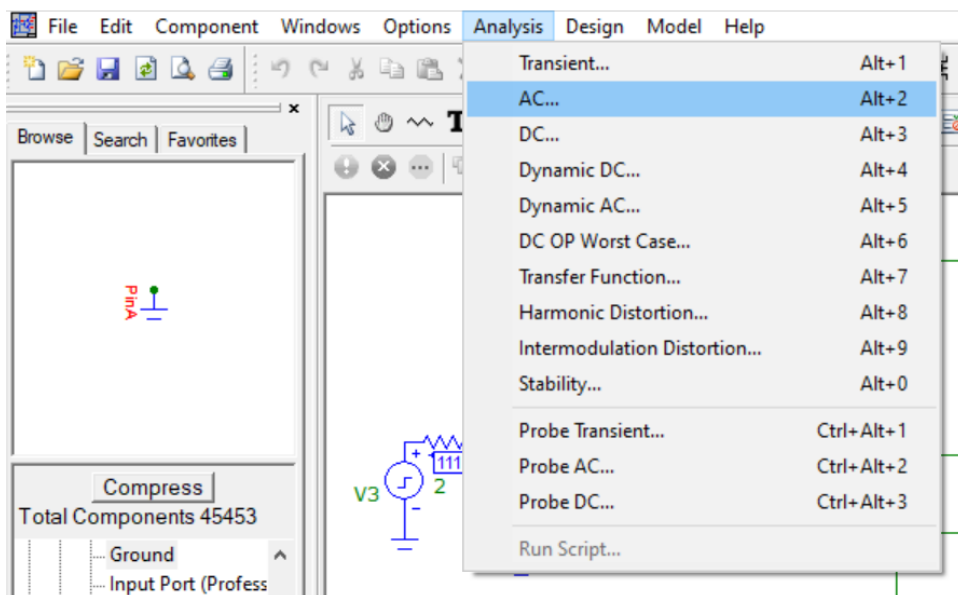 File Edit Component Windows Options Analysis Design Model Help
Transient... Alt+1
AC... Alt+2
DC... Alt+3
Dynamic DC... Alt+4
Dynamic AC... Alt+5
DC OP Worst Case... Alt+6
Transfer Function... Alt+7
Harmonic Distortion... Alt+8
Intermodulation Distortion... Alt+9
Stability... Alt+0
Probe Transient... Ctrl+Alt+1
Probe AC... Ctrl+Alt+2
Probe DC... Ctrl+Alt+3
Run Script...
T
Browse Search Favorites
PinA
Compress
Total Components 45453
Ground
Input Port (Profess
111
V3 2